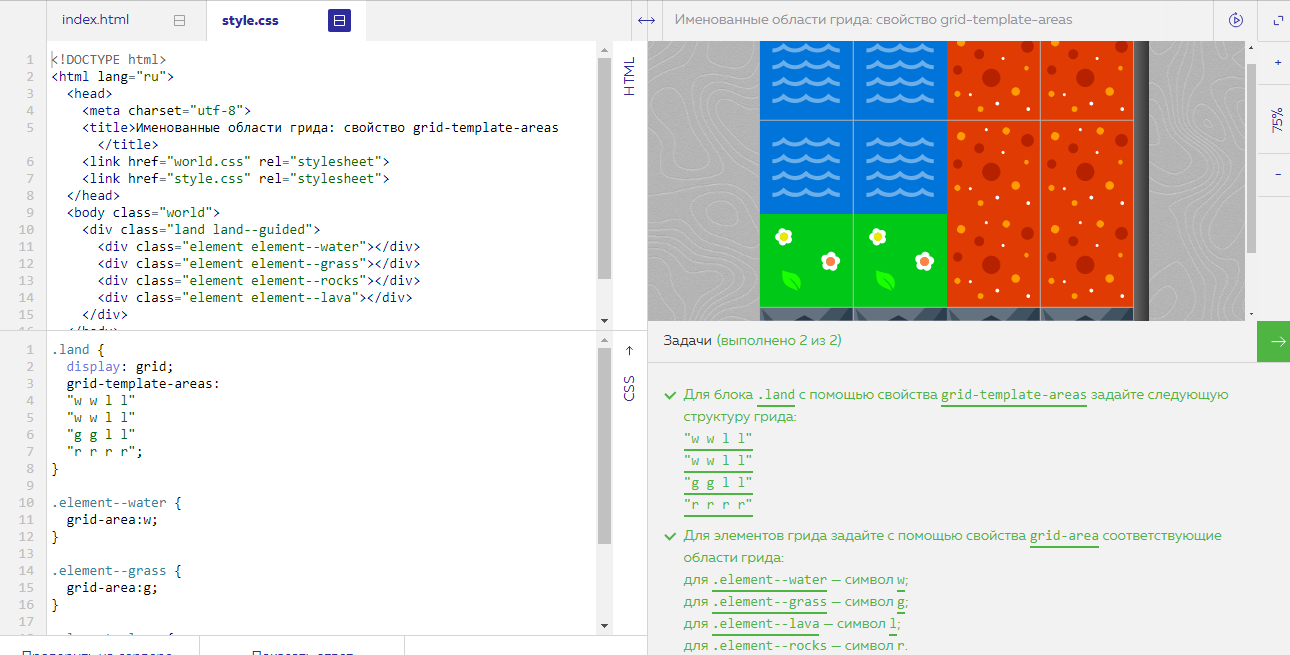 index.html
style.css
Именованные области грида: свойство grid-template-areas
1 <!DOCTYPE html>
2 <html lang="ru">
3 <head>
4 <meta charset="utf-8">
5 <title>Именованные области грида: свойство grid-template-areas
</title>
6 <link href="world.css" rel="stylesheet">
7 <link href="style.css" rel="stylesheet">
8 </head>
9 <body class="world">
10 <div class="land land--guided">
11 <div class="element element--water"></div>
12 <div class="element element--grass"></div>
13 <div class="element element--rocks"></div>
14 <div class="element element--lava"></div>
15 </div>
HTML
1 .land {
2 display: grid;
3 grid-template-areas:
4 "w w l l"
5 "w w l l"
6 "g g l l"
7 "r r r r";
8 }
9
10 .element--water {
11 grid-area:w;
12 }
13
14 .element--grass {
15 grid-area:g;
16 }
17
CSS
+
75%
-
Задачи (выполнено 2 из 2)
Для блока .land с помощью свойства grid-template-areas задайте следующую
структуру грида:
"w w l l"
"w w l l"
"g g l l"
"r r r r"
Для элементов грида задайте с помощью свойства grid-area соответствующие
области грида:
для .element--water — символ w;
для .element--grass — символ g;
для .element--lava — символ l;
для .element--rocks — символ r.